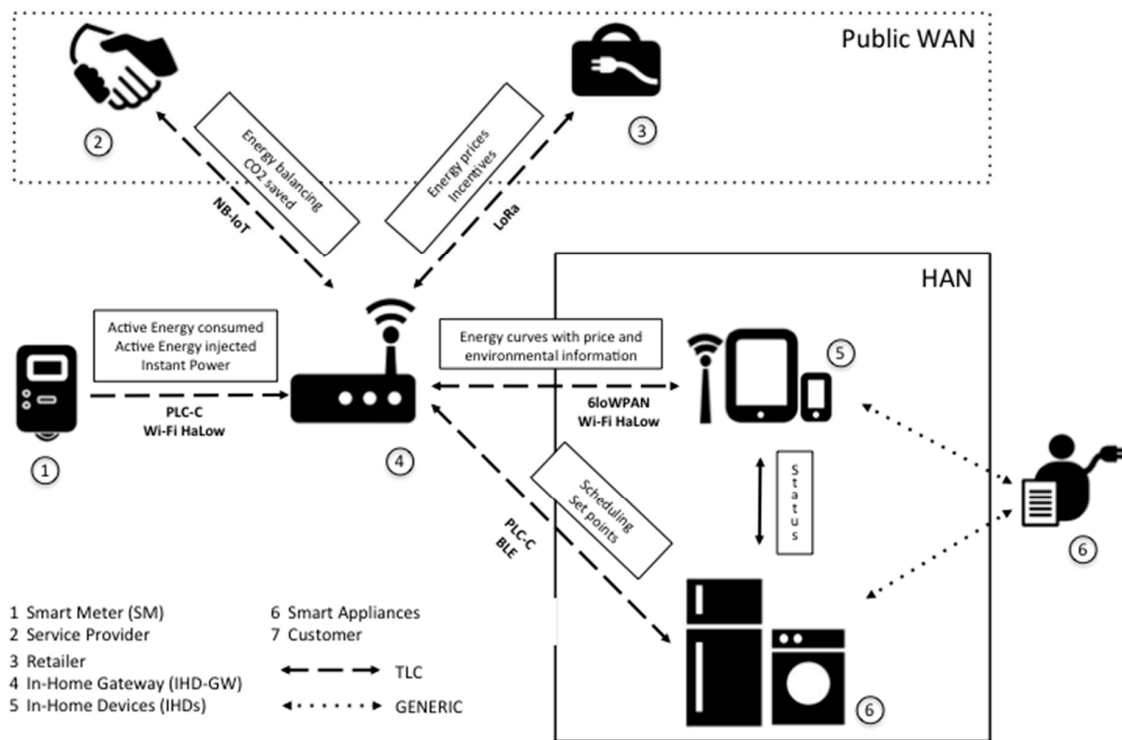 Public WAN
2
3
Energy balancing
CO2 saved
NB-IoT
Energy prices
Incentives
LoRa
HAN
Active Energy consumed
Active Energy injected
Instant Power
PLC-C
Wi-Fi HaLow
1
4
Energy curves with price and
environmental information
6loWPAN
Wi-Fi HaLow
5
Scheduling
Set points
PLC-C
BLE
Status
6
6
1 Smart Meter (SM)
2 Service Provider
3 Retailer
4 In-Home Gateway (IHD-GW)
5 In-Home Devices (IHDs)
6 Smart Appliances
7 Customer
TLC
GENERIC